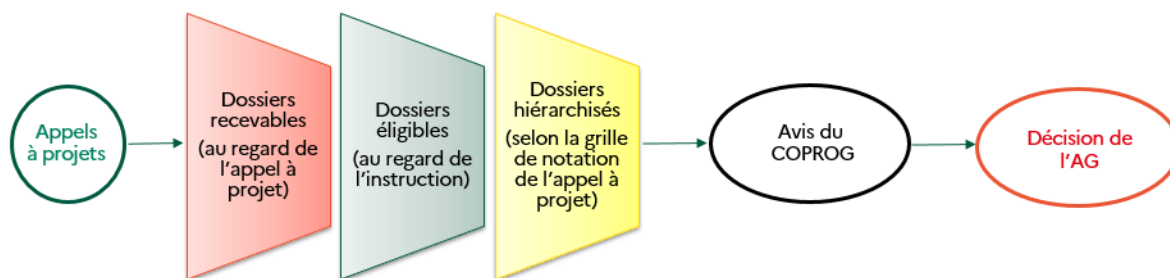 Appels
à projets
Dossiers
recevables
(au regard de
l'appel à
projet)
Dossiers
éligibles
(au regard de
l'instruction)
Dossiers
hiérarchisés
(selon la grille
de notation
de l'appel à
projet)
Avis du
COPROG
Décision de
l'AG